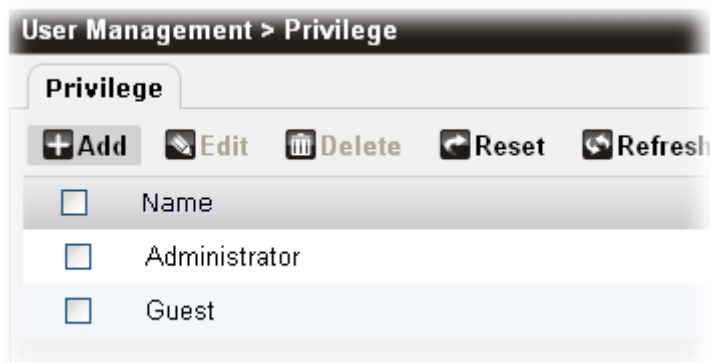 User Management > Privilege
Privilege
Add Edit Delete Reset Refresh
Name
Administrator
Guest